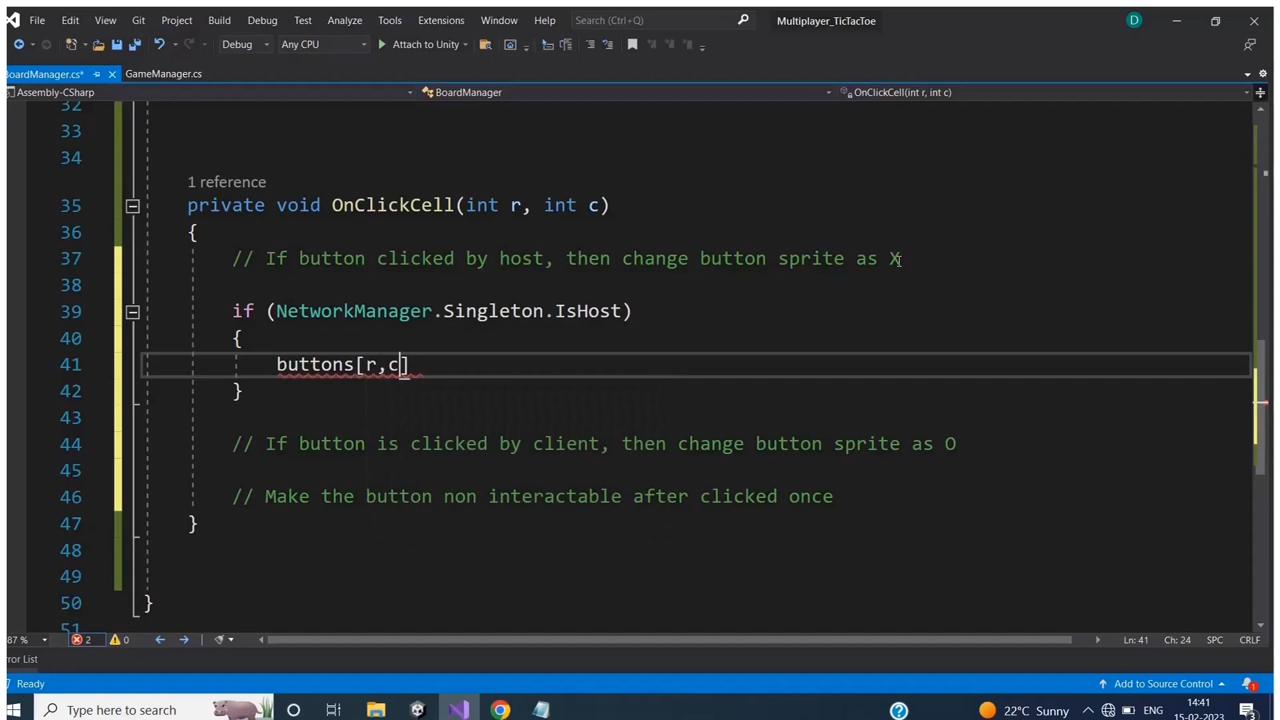 File Edit View Git Project Build Debug Test Analyze Tools Extensions Window Help Search (Ctrl+Q) Multiplayer_TicTacToe D
Debug Any CPU Attach to Unity
BoardManager.cs* GameManager.cs
Assembly-CSharp BoardManager OnClickCell(int r, int c)
32
33
34
1 reference
35 private void OnClickCell(int r, int c)
36 {
37 // If button clicked by host, then change button sprite as X
38
39 if (NetworkManager.Singleton.IsHost)
40 {
41 buttons[r,c]
42 }
43
44 // If button is clicked by client, then change button sprite as O
45
46 // Make the button non interactable after clicked once
47 }
48
49
50 }
51
87 % 2 0 Ln: 41 Ch: 24 SPC CRLF
Error List
Ready Add to Source Control 1
Type here to search 22°C Sunny ENG 14:41
15-02-2023 3